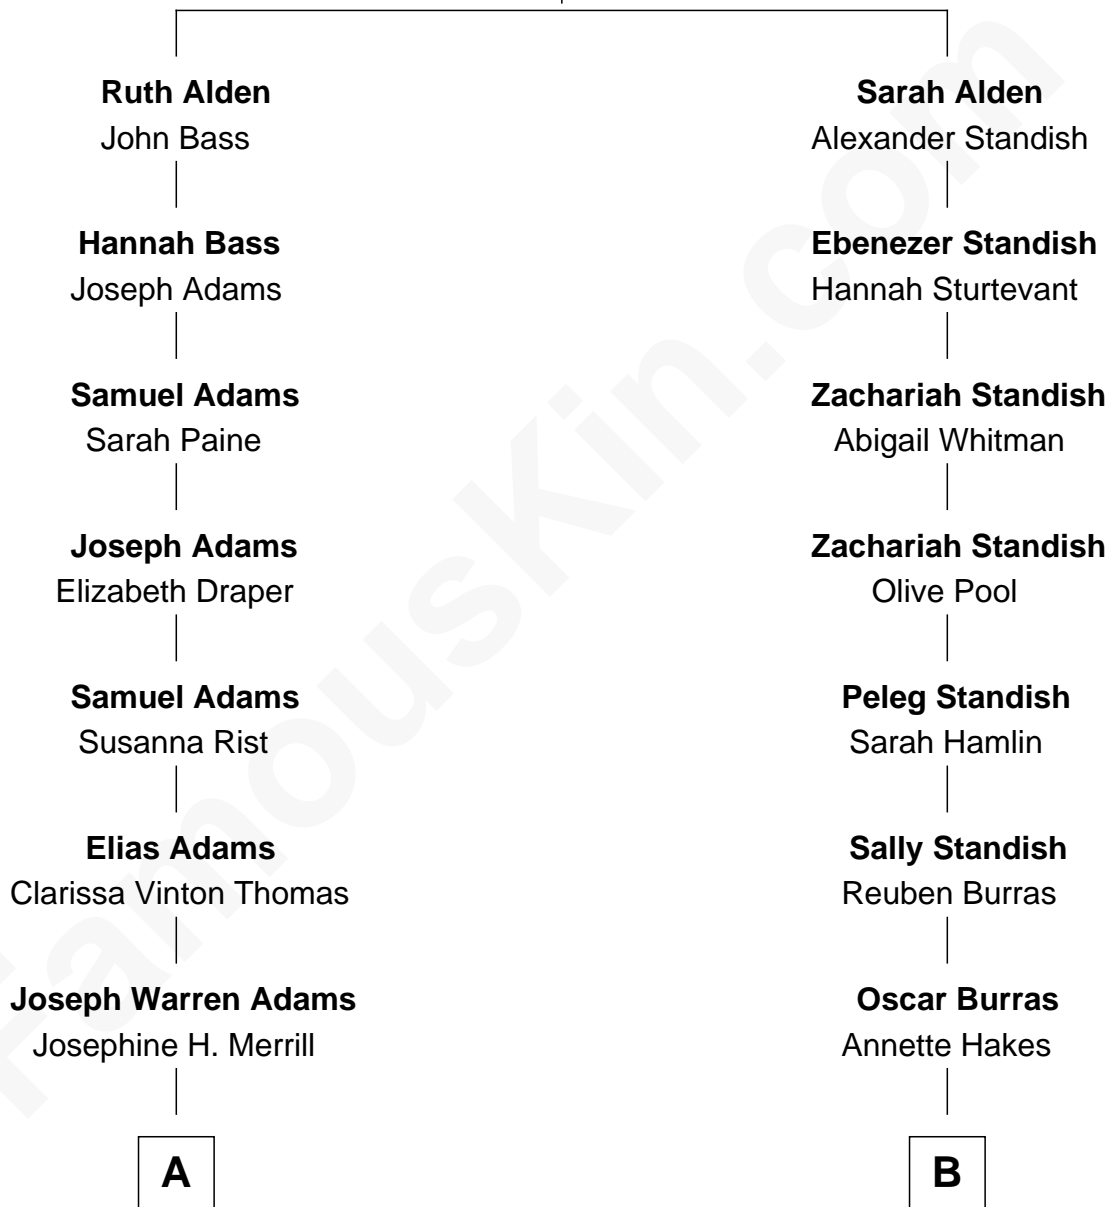 Ruth Alden
John Bass
Hannah Bass
Joseph Adams
Samuel Adams
Sarah Paine
Joseph Adams
Elizabeth Draper
Samuel Adams
Susanna Rist
Elias Adams
Clarissa Vinton Thomas
Joseph Warren Adams
Josephine H. Merrill
A
Sarah Alden
Alexander Standish
Ebenezer Standish
Hannah Sturtevant
Zachariah Standish
Abigail Whitman
Zachariah Standish
Olive Pool
Peleg Standish
Sarah Hamlin
Sally Standish
Reuben Burras
Oscar Burras
Annette Hakes
B
FamousKin.com